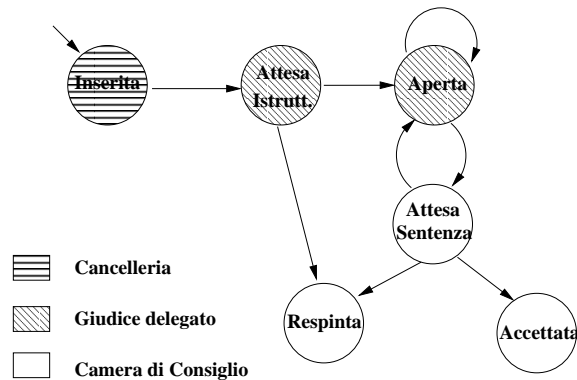 Inserita
Attesa
Istrutt.
Aperta
Attesa
Sentenza
Cancelleria
Giudice delegato
Respinta
Accettata
Camera di Consiglio